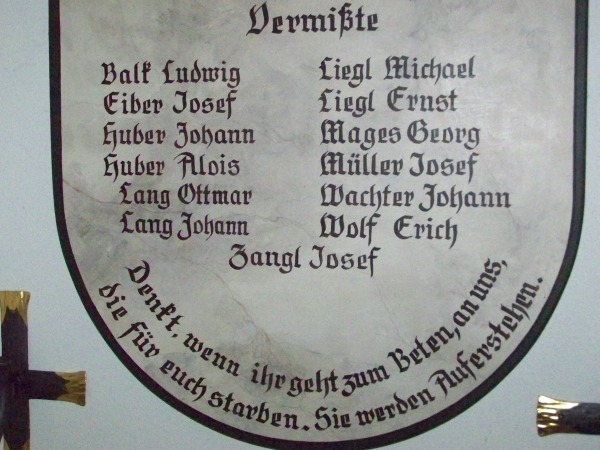 Vermißte
Balk Ludwig
Eiber Josef
Huber Johann
Huber Alois
Lang Ottmar
Lang Johann
Liegl Michael
Liegl Ernst
Mages Georg
Müller Josef
Wachter Johann
Wolf Erich
Zangl Josef
Denkt, wenn ihr geht zum Beten, an uns,
die für euch starben. Sie werden Auferstehen.